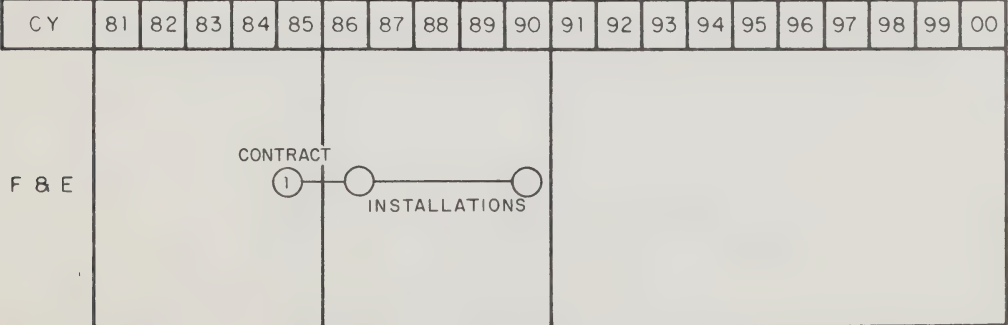 CY 81 82 83 84 85 86 87 88 89 90 91 92 93 94 95 96 97 98 99 00
CONTRACT
F & E 1
INSTALLATIONS